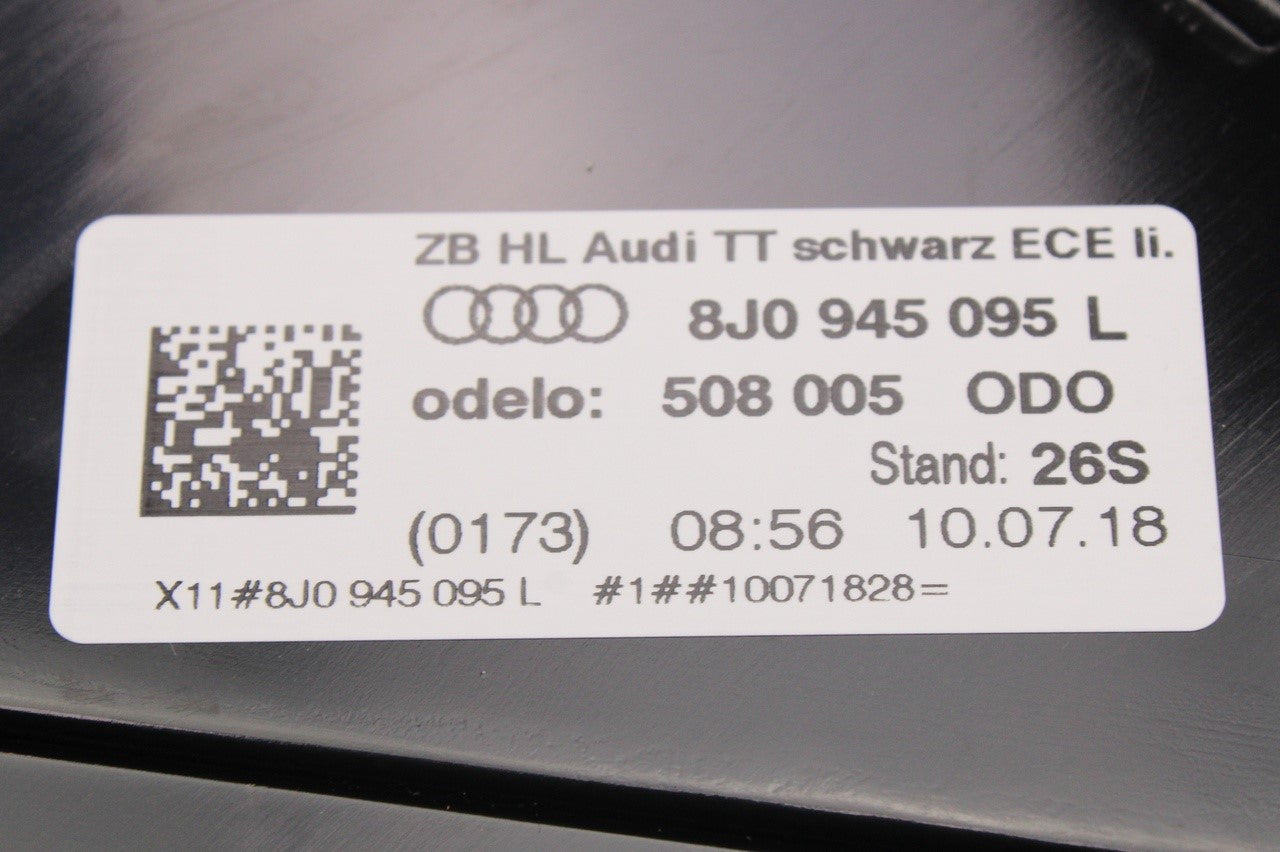 ZB HL Audi TT schwarz ECE li.
8J0 945 095 L
odelo: 508 005 ODO
Stand: 26S
(0173) 08:56 10.07.18
X11#8J0 945 095 L #1##10071828=